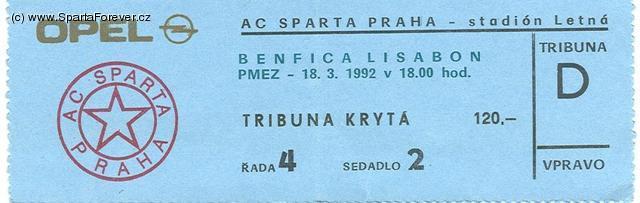 (c) www.SpartaForever.cz
OPEL
AC SPARTA PRAHA
AC SPARTA PRAHA – stadión Letná
BENFICA LISABON
PMEZ - 18. 3. 1992 v 18.00 hod.
TRIBUNA KRYTÁ 120.–
ŘADA 4 SEDADLO 2
TRIBUNA
D
VPRAVO